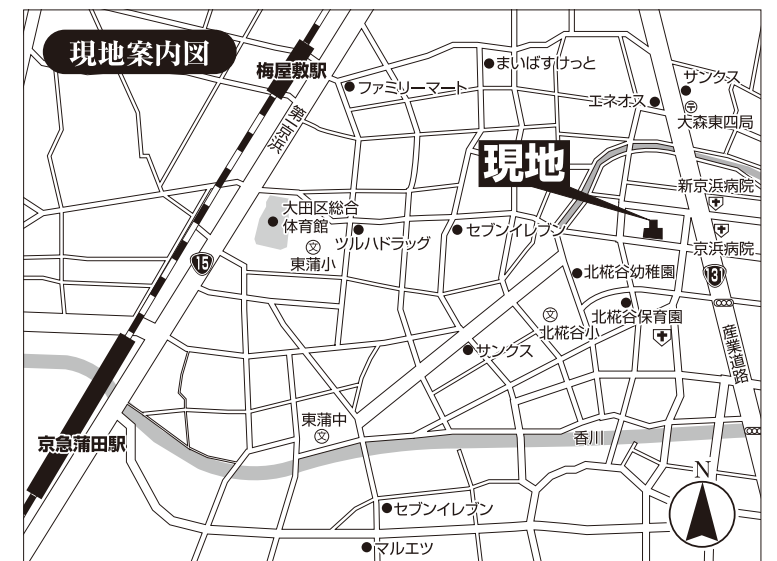 現地案内図
梅屋敷駅
まいばすけっと
ファミリーマート
サンクス
エネオス
大森東四局
第一京浜
現地
新京浜病院
大田区総合
体育館
ツルハドラッグ
セブンイレブン
文
東蒲小
京浜病院
15
131
北糀谷幼稚園
文
北糀谷小
北糀谷保育園
サンクス
産業道路
東蒲中
文
京急蒲田駅
香川
N
セブンイレブン
マルエツ